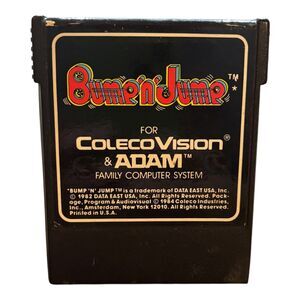 Bump'n'Jump™*
FOR
COLECOVISION®
& ADAM™
FAMILY COMPUTER SYSTEM
*BUMP 'N' JUMP™ is a trademark of DATA EAST USA, Inc.
© 1982 DATA EAST USA, Inc. All Rights Reserved. Pack-
age, Program & Audiovisual © 1984 Coleco Industries,
Inc., Amsterdam, New York 12010. All Rights Reserved.
Printed in U.S.A.